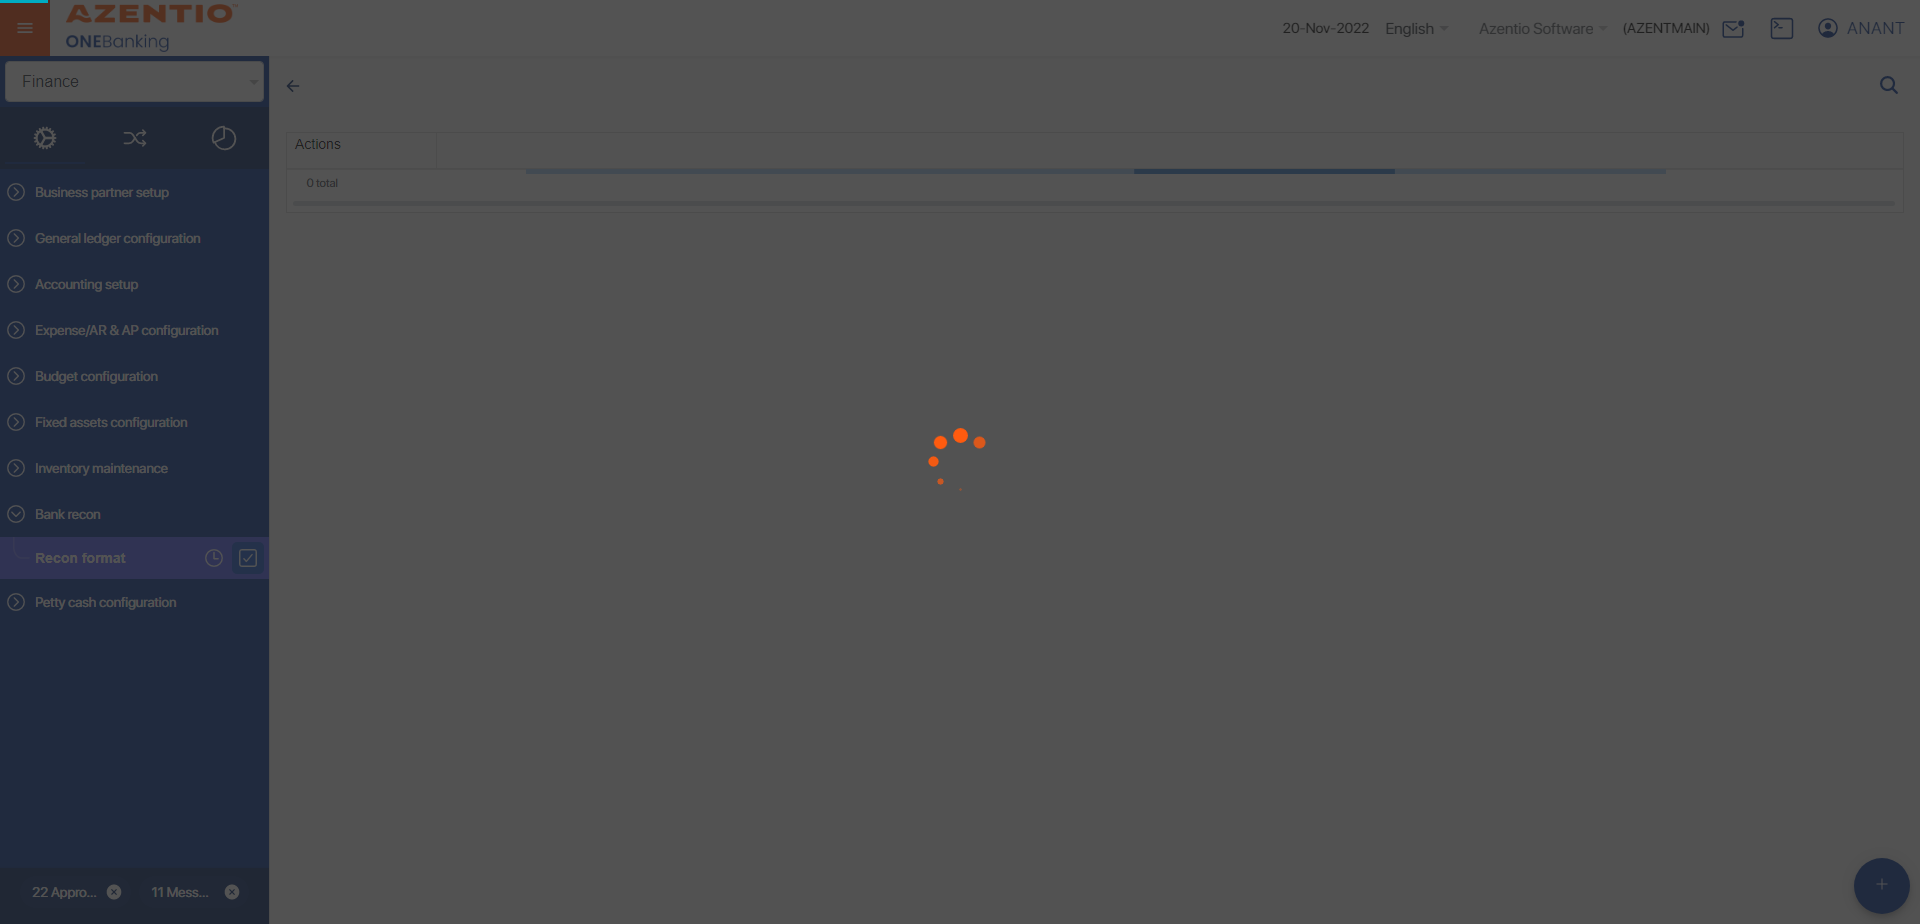 AZENTIO™
ONEBanking
20-Nov-2022
English
Azentio Software
(AZENTMAIN)
ANANT
Finance
Actions
0 total
Business partner setup
General ledger configuration
Accounting setup
Expense/AR & AP configuration
Budget configuration
Fixed assets configuration
Inventory maintenance
Bank recon
Recon format
Petty cash configuration
22 Appro...
11 Mess...